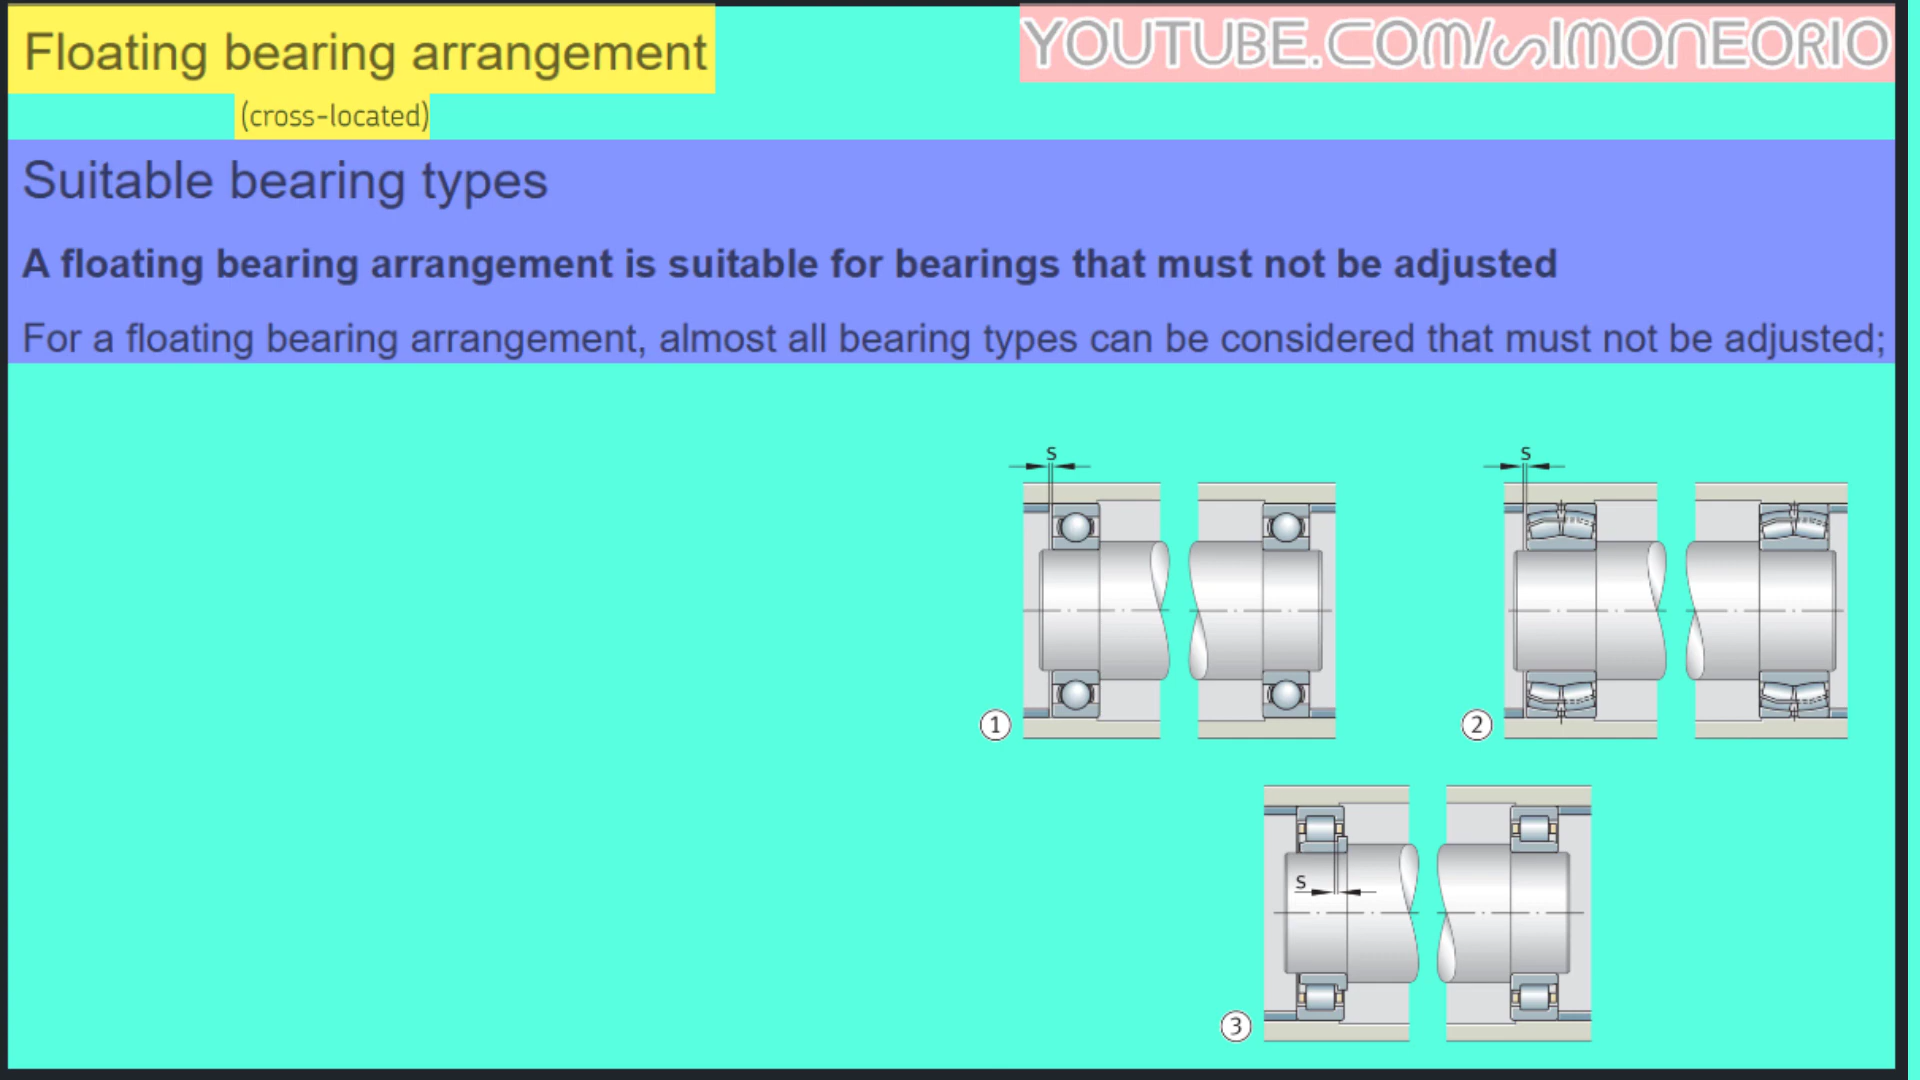 Floating bearing arrangement
YOUTUBE.COM/SIMONEORIO
(cross-located)
Suitable bearing types
A floating bearing arrangement is suitable for bearings that must not be adjusted
For a floating bearing arrangement, almost all bearing types can be considered that must not be adjusted;
S
S
1
2
S
3